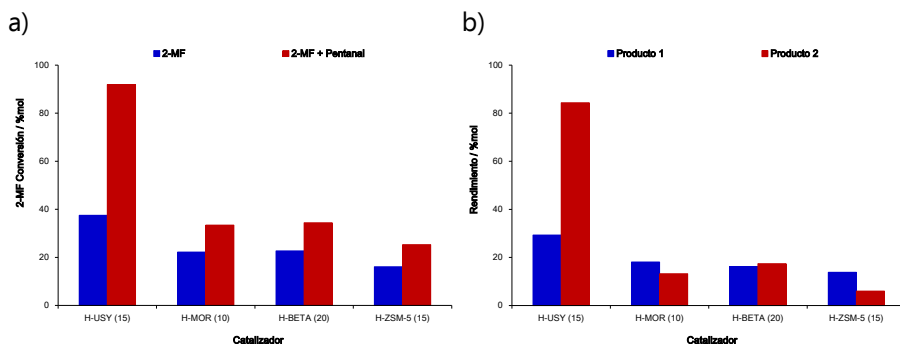 a)
2-MF
2-MF + Pentanal
2-MF Conversión / %mol
100
80
60
40
20
0
H-USY (15)
H-MOR (10)
H-BETA (20)
H-ZSM-5 (15)
Catalizador
b)
Producto 1
Producto 2
Rendimiento / %mol
100
80
60
40
20
0
H-USY (15)
H-MOR (10)
H-BETA (20)
H-ZSM-5 (15)
Catalizador